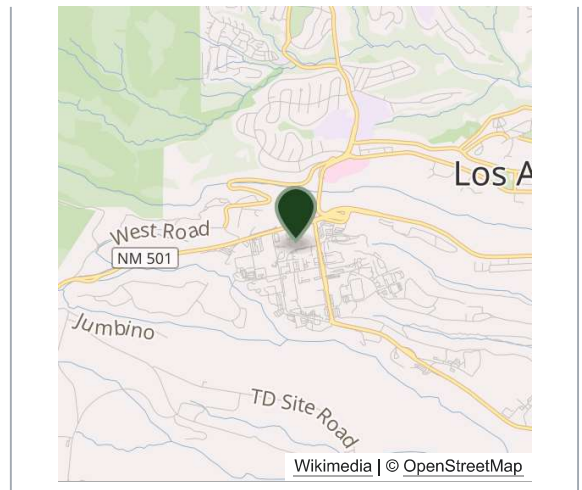 Los A
West Road
NM 501
Jumbino
TD Site Road
Wikimedia | © OpenStreetMap